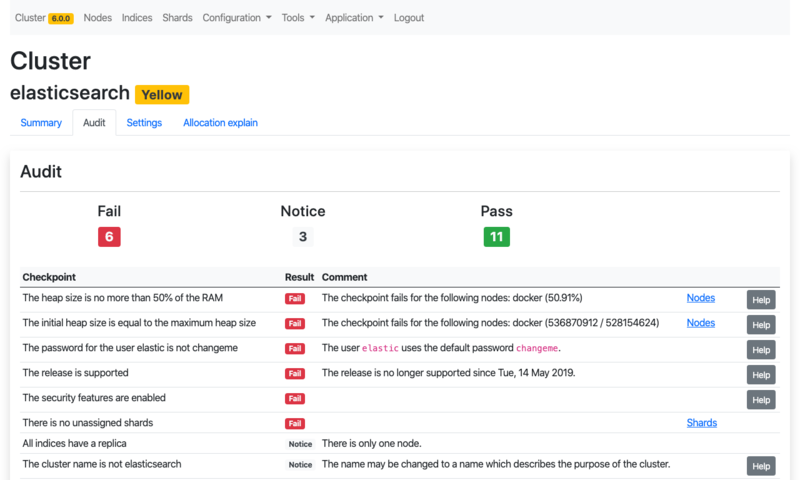 Cluster 6.0.0 Nodes Indices Shards Configuration Tools Application Logout
Cluster
elasticsearch Yellow
Summary Audit Settings Allocation explain
Audit
Fail Notice Pass
6 3 11
Checkpoint Result Comment
The heap size is no more than 50% of the RAM Fail The checkpoint fails for the following nodes: docker (50.91%) Nodes Help
The initial heap size is equal to the maximum heap size Fail The checkpoint fails for the following nodes: docker (536870912 / 528154624) Nodes Help
The password for the user elastic is not changeme Fail The user elastic uses the default password changeme. Help
The release is supported Fail The release is no longer supported since Tue, 14 May 2019. Help
The security features are enabled Fail Help
There is no unassigned shards Fail Shards
All indices have a replica Notice There is only one node.
The cluster name is not elasticsearch Notice The name may be changed to a name which describes the purpose of the cluster. Help